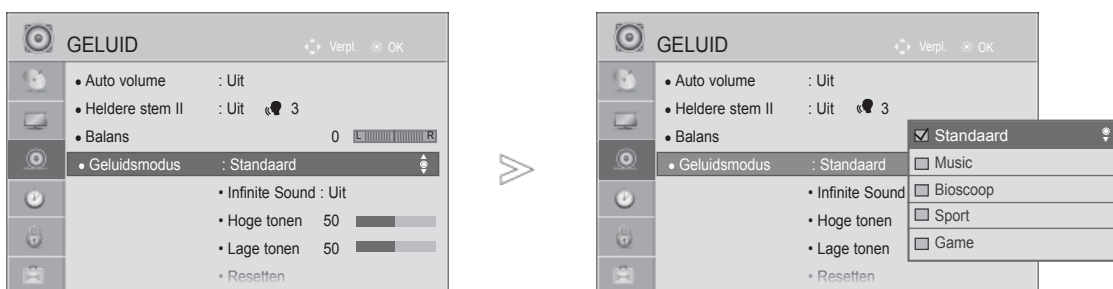 GELUID
Verpl. OK
• Auto volume : Uit
• Heldere stem II : Uit 3
• Balans 0 L R
• Geluidsmodus : Standaard
• Infinite Sound : Uit
• Hoge tonen 50
• Lage tonen 50
• Resetten
GELUID
Verpl. OK
• Auto volume : Uit
• Heldere stem II : Uit 3
• Balans
• Geluidsmodus : Standaard
• Infinite Sound
• Hoge tonen
• Lage tonen
• Resetten
Standaard
Music
Bioscoop
Sport
Game